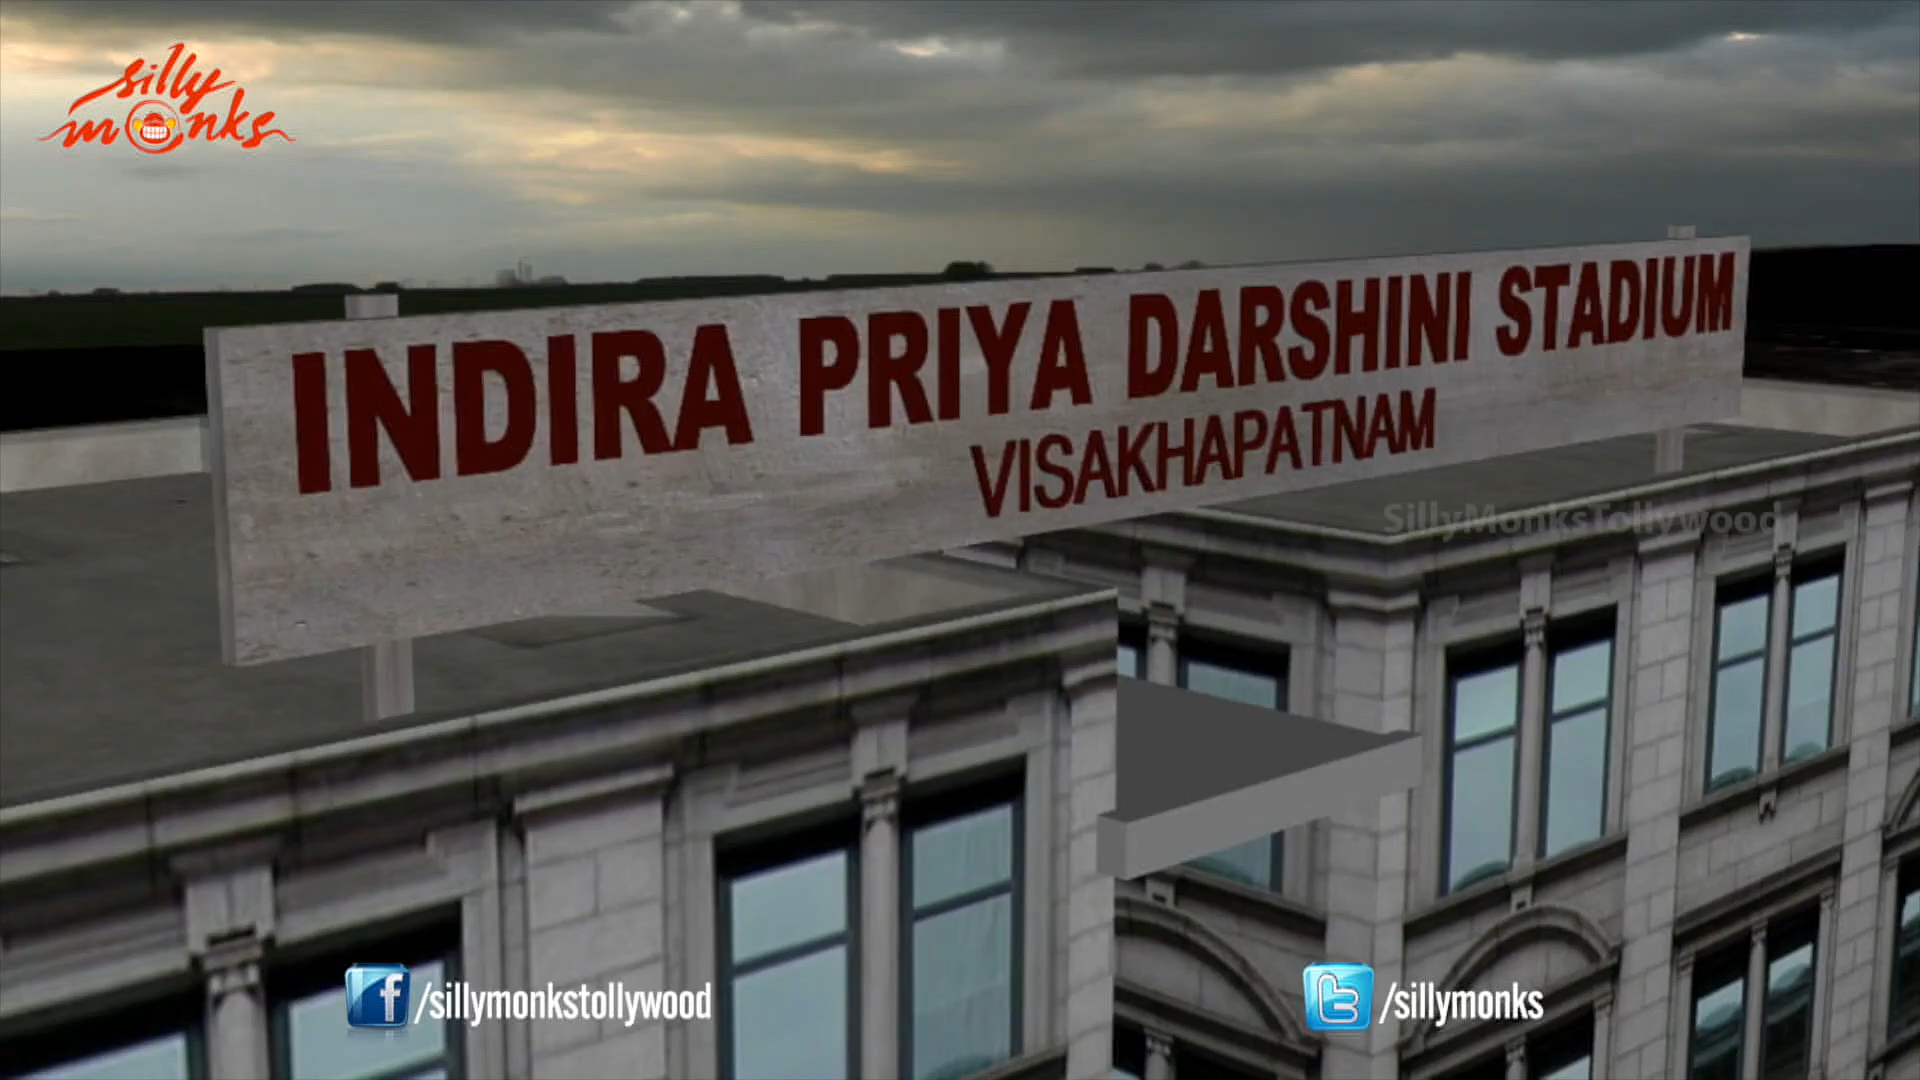 silly
monks
INDIRA PRIYA DARSHINI STADIUM
VISAKHAPATNAM
SillyMonksTollywood
/sillymonkstollywood
/sillymonks